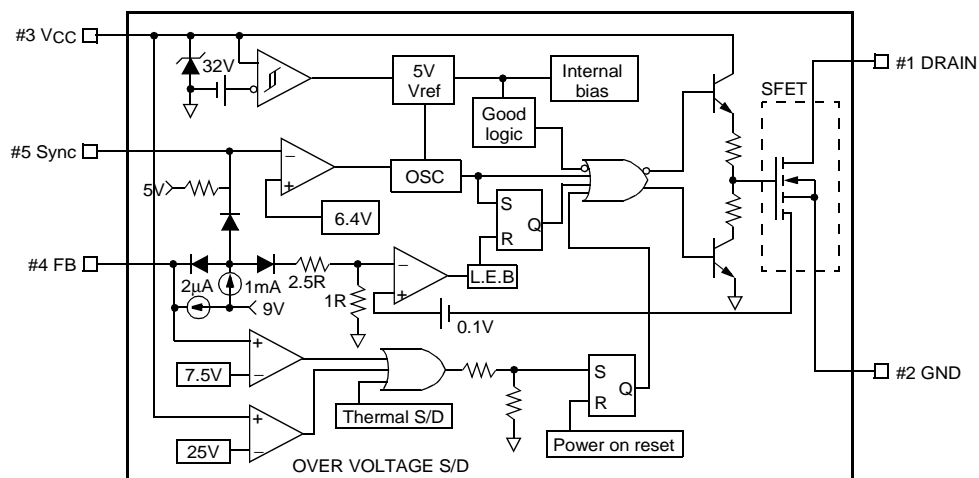 #3 VCC
32V
5V
Vref
Internal
bias
Good
logic
#1 DRAIN
SFET
#5 Sync
5V
OSC
6.4V
S
R
Q
#4 FB
2μA
1mA
9V
2.5R
1R
L.E.B
0.1V
7.5V
Thermal S/D
S
R
Q
#2 GND
25V
Power on reset
OVER VOLTAGE S/D
−
+
−
+
+
−
+
−